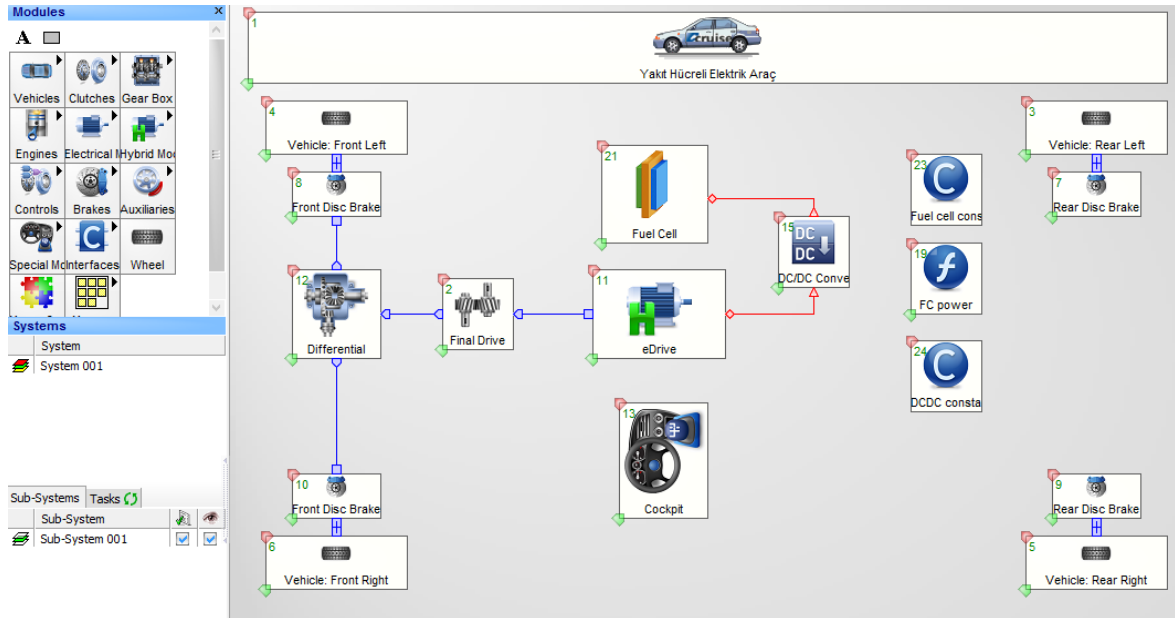 Modules
A
Vehicles Clutches Gear Box
Engines Electrical M Hybrid Mod
Controls Brakes Auxiliaries
Special Mo Interfaces Wheel
Systems
System
System 001
Sub-Systems Tasks
Sub-System
Sub-System 001
1
cruise
Yakıt Hücreli Elektrik Araç
4
Vehicle: Front Left
3
Vehicle: Rear Left
8
Front Disc Brake
7
Rear Disc Brake
21
Fuel Cell
23
C
Fuel cell cons
15
DC
DC
DC/DC Conve
19
f
FC power
12
Differential
2
Final Drive
11
eDrive
24
C
DCDC consta
13
Cockpit
10
Front Disc Brake
9
Rear Disc Brake
6
Vehicle: Front Right
5
Vehicle: Rear Right